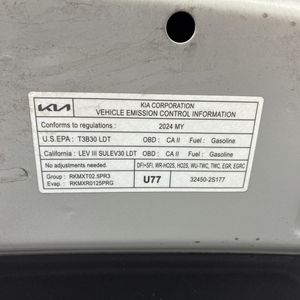 KIA
KIA CORPORATION
VEHICLE EMISSION CONTROL INFORMATION
Conforms to regulations : 2024 MY
U.S.EPA : T3B30 LDT OBD : CA II Fuel : Gasoline
California : LEV III SULEV30 LDT OBD : CA II Fuel : Gasoline
No adjustments needed. DFI+SFI, WR-HO2S, HO2S, WU-TWC, TWC, EGR, EGRC
Group : RKMXT02.5PR3 U77 32450-2S177
Evap. : RKMXR0125PRG